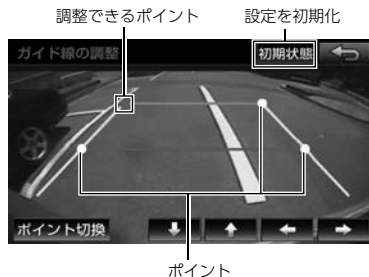 調整できるポイント
設定を初期化
ガイド線の調整
初期状態
ポイント切換
ポイント